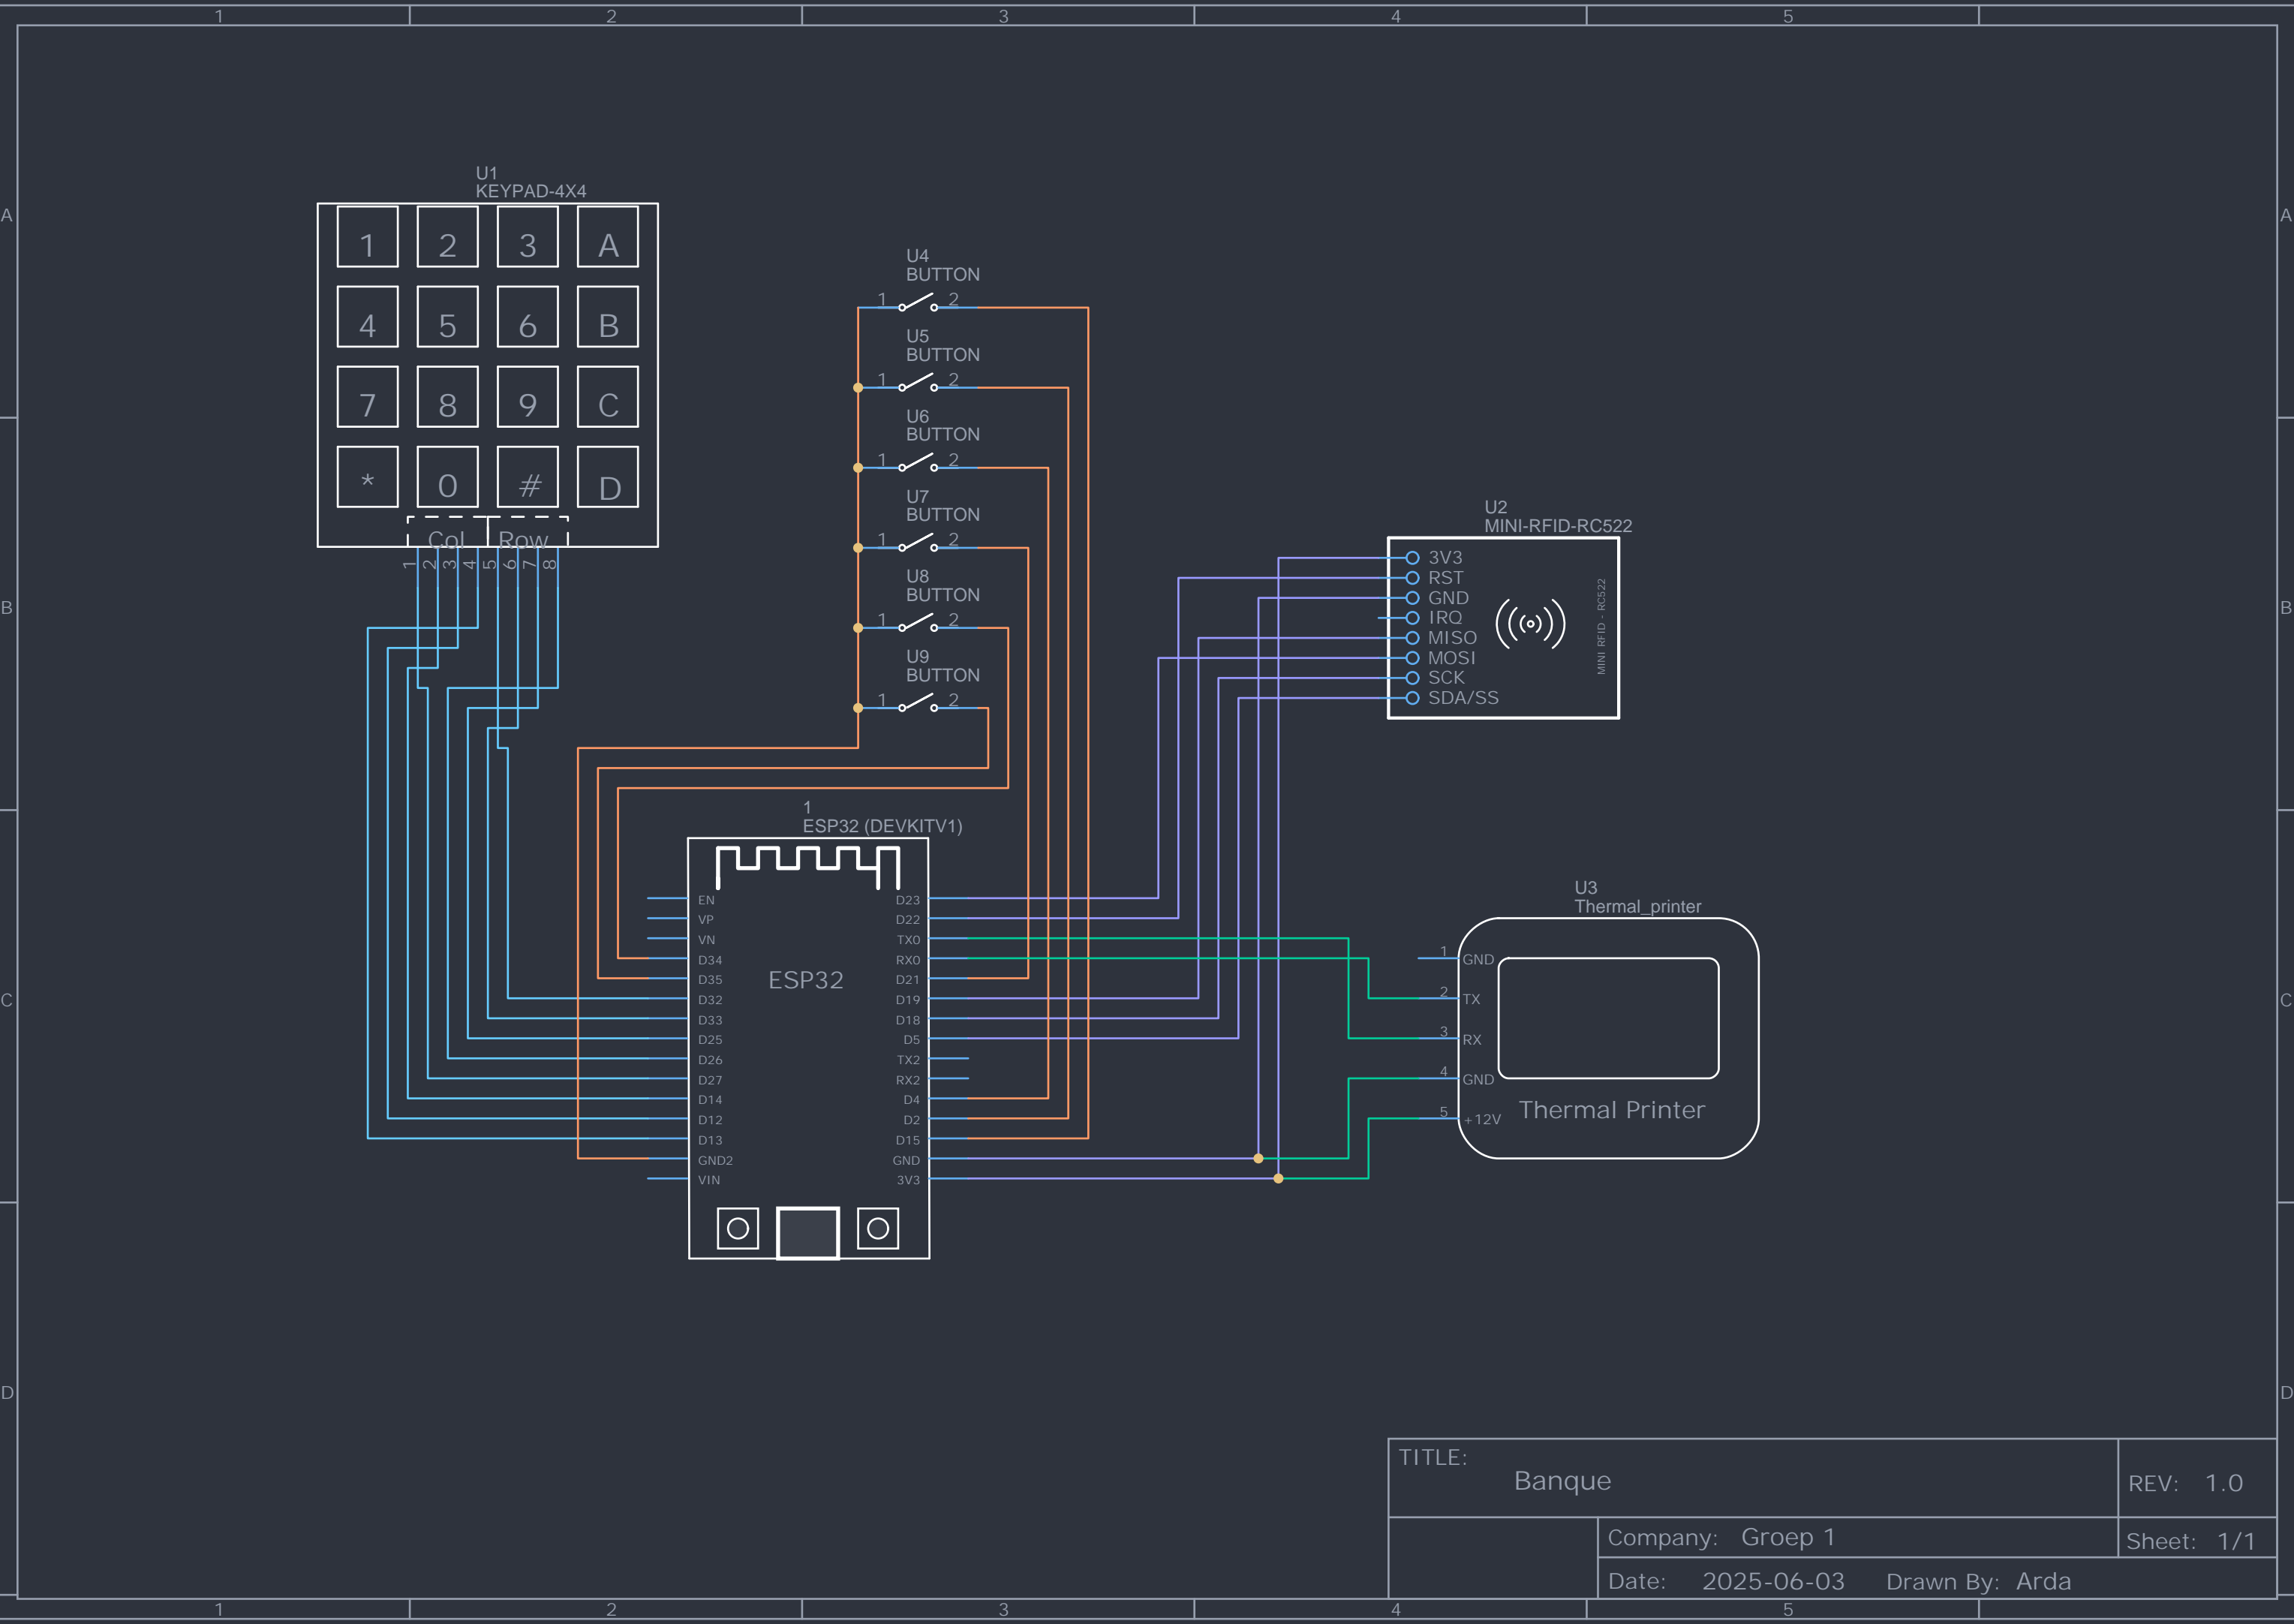 1 2 3 4 5
A A
U1
KEYPAD-4X4
1 2 3 A
4 5 6 B
7 8 9 C
* 0 # D
Col Row
1 2 3 4 5 6 7 8
U4
BUTTON
1 2
U5
BUTTON
1 2
U6
BUTTON
1 2
U7
BUTTON
1 2
U8
BUTTON
1 2
U9
BUTTON
1 2
B B
U2
MINI-RFID-RC522
3V3
RST
GND
IRQ
MISO
MOSI
SCK
SDA/SS
MINI RFID - RC522
1
ESP32 (DEVKITV1)
ESP32
EN D23
VP D22
VN TX0
D34 RX0
D35 D21
D32 D19
D33 D18
D25 D5
D26 TX2
D27 RX2
D14 D4
D12 D2
D13 D15
GND2 GND
VIN 3V3
C C
U3
Thermal_printer
1 GND
2 TX
3 RX
4 GND
5 +12V
Thermal Printer
D D
TITLE:
Banque
REV: 1.0
Company: Groep 1
Sheet: 1/1
Date: 2025-06-03 Drawn By: Arda
1 2 3 4 5